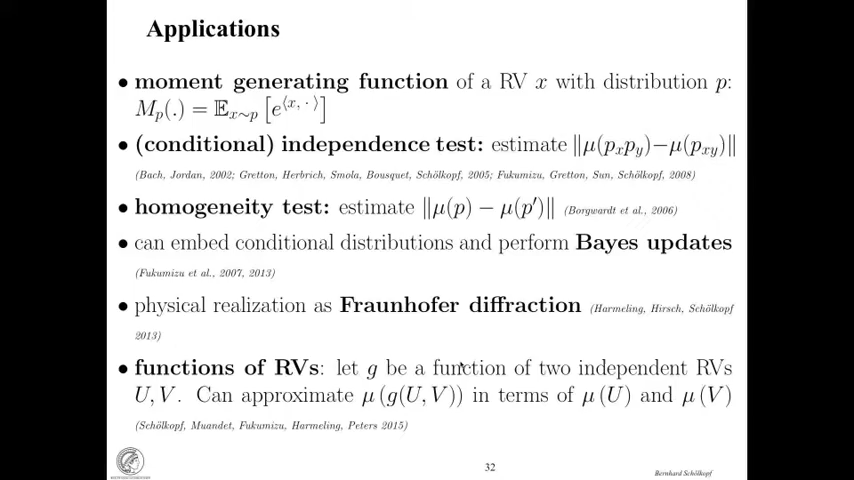 Applications
• moment generating function of a RV x with distribution p:
M_p(.) = 𝔼_{x∼p} [e^{⟨x, · ⟩}]
• (conditional) independence test: estimate ‖μ(p_x p_y)−μ(p_{xy})‖
(Bach, Jordan, 2002; Gretton, Herbrich, Smola, Bousquet, Schölkopf, 2005; Fukumizu, Gretton, Sun, Schölkopf, 2008)
• homogeneity test: estimate ‖μ(p) − μ(p′)‖ (Borgwardt et al., 2006)
• can embed conditional distributions and perform Bayes updates
(Fukumizu et al., 2007, 2013)
• physical realization as Fraunhofer diffraction (Harmeling, Hirsch, Schölkopf
2013)
• functions of RVs: let g be a function of two independent RVs
U, V. Can approximate μ (g(U, V)) in terms of μ (U) and μ (V)
(Schölkopf, Muandet, Fukumizu, Harmeling, Peters 2015)
32
Bernhard Schölkopf